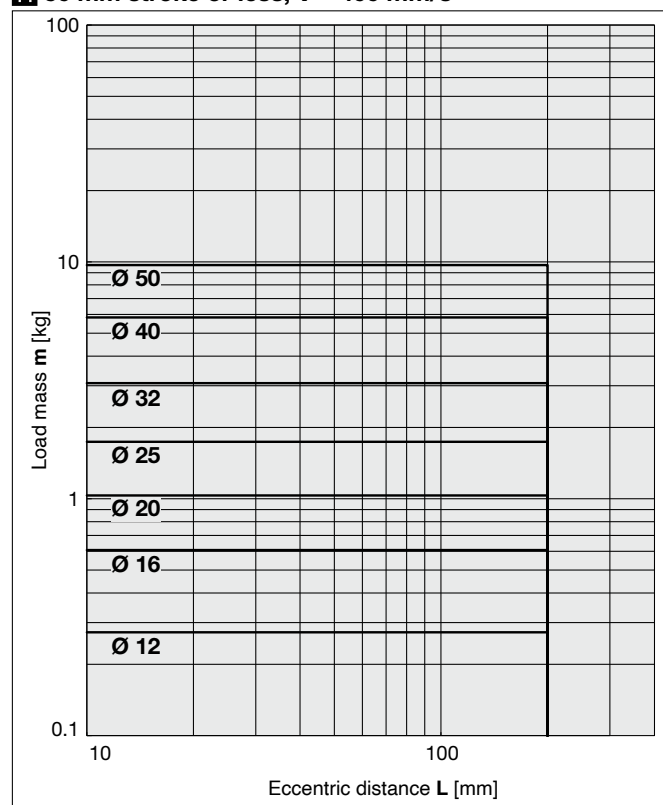 100
10
Ø 50
Ø 40
Ø 32
Ø 25
1
Ø 20
Ø 16
Ø 12
0.1
10 100
Load mass m [kg]
Eccentric distance L [mm]